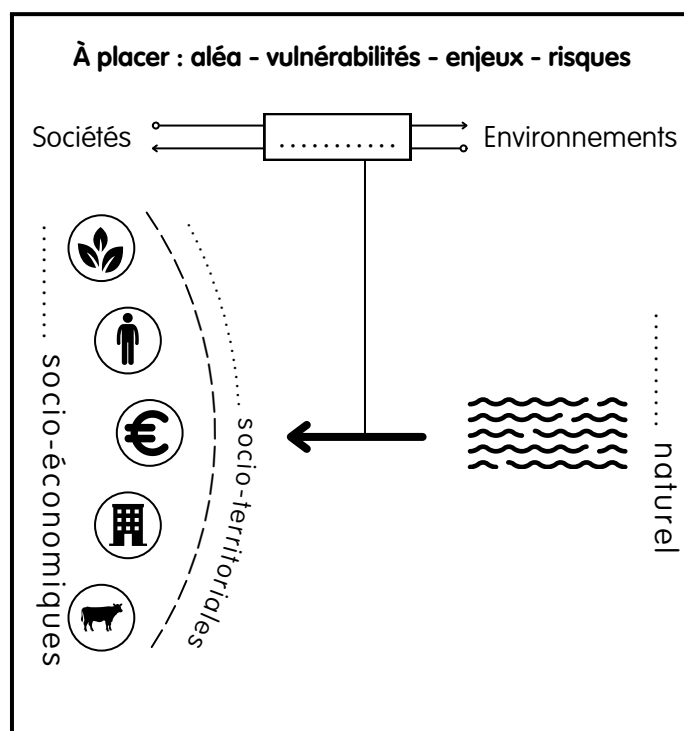 À placer : aléa - vulnérabilités - enjeux - risques
Sociétés
...........
Environnements
........... socio-économiques
........... socio-territoriales
.......... naturel
€